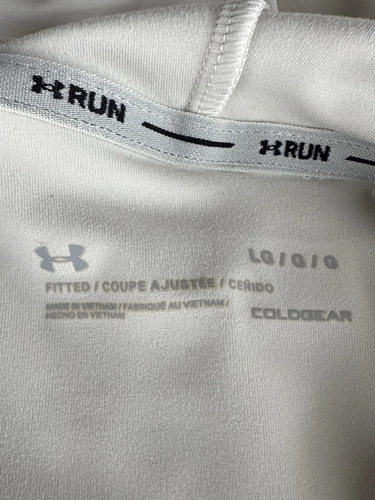 RUN
RUN
LG / G / G
FITTED / COUPE AJUSTÉE / CEÑIDO
MADE IN VIETNAM / FABRIQUÉ AU VIETNAM /
HECHO EN VIETNAM
COLDGEAR